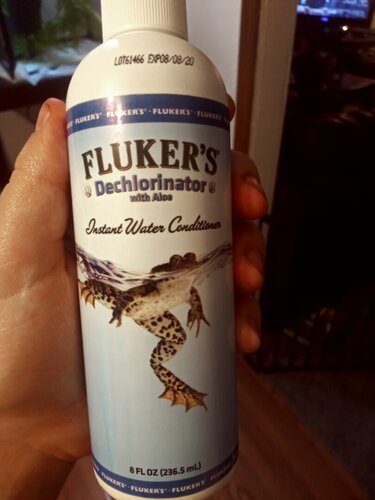 LOT61466 EXP08/08/20
FLUKER'S · FLUKER'S · FLUKER'S · FLUKER'S
FLUKER'S
Dechlorinator
with Aloe
Instant Water Conditioner
8 FL OZ (236.5 mL)
FLUKER'S · FLUKER'S · FLUKER'S